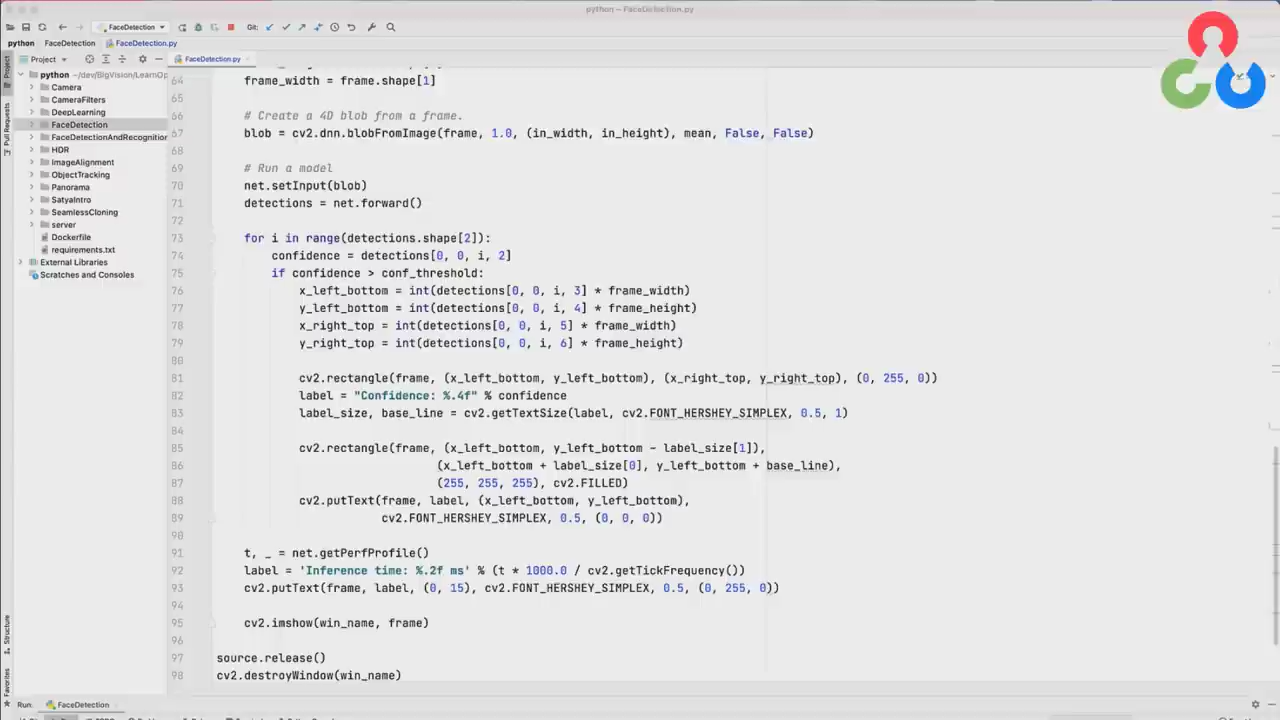 python – FaceDetection.py
FaceDetection
Git:
python FaceDetection FaceDetection.py
Project
FaceDetection.py
Project
Pull Requests
Structure
Favorites
python ~/dev/BigVision/LearnOp
Camera
CameraFilters
DeepLearning
FaceDetection
FaceDetectionAndRecognition
HDR
ImageAlignment
ObjectTracking
Panorama
SatyaIntro
SeamlessCloning
server
Dockerfile
requirements.txt
External Libraries
Scratches and Consoles
64 frame_width = frame.shape[1]
65
66 # Create a 4D blob from a frame.
67 blob = cv2.dnn.blobFromImage(frame, 1.0, (in_width, in_height), mean, False, False)
68
69 # Run a model
70 net.setInput(blob)
71 detections = net.forward()
72
73 for i in range(detections.shape[2]):
74 confidence = detections[0, 0, i, 2]
75 if confidence > conf_threshold:
76 x_left_bottom = int(detections[0, 0, i, 3] * frame_width)
77 y_left_bottom = int(detections[0, 0, i, 4] * frame_height)
78 x_right_top = int(detections[0, 0, i, 5] * frame_width)
79 y_right_top = int(detections[0, 0, i, 6] * frame_height)
80
81 cv2.rectangle(frame, (x_left_bottom, y_left_bottom), (x_right_top, y_right_top), (0, 255, 0))
82 label = "Confidence: %.4f" % confidence
83 label_size, base_line = cv2.getTextSize(label, cv2.FONT_HERSHEY_SIMPLEX, 0.5, 1)
84
85 cv2.rectangle(frame, (x_left_bottom, y_left_bottom - label_size[1]),
86 (x_left_bottom + label_size[0], y_left_bottom + base_line),
87 (255, 255, 255), cv2.FILLED)
88 cv2.putText(frame, label, (x_left_bottom, y_left_bottom),
89 cv2.FONT_HERSHEY_SIMPLEX, 0.5, (0, 0, 0))
90
91 t, _ = net.getPerfProfile()
92 label = 'Inference time: %.2f ms' % (t * 1000.0 / cv2.getTickFrequency())
93 cv2.putText(frame, label, (0, 15), cv2.FONT_HERSHEY_SIMPLEX, 0.5, (0, 255, 0))
94
95 cv2.imshow(win_name, frame)
96
97 source.release()
98 cv2.destroyWindow(win_name)
Run: FaceDetection